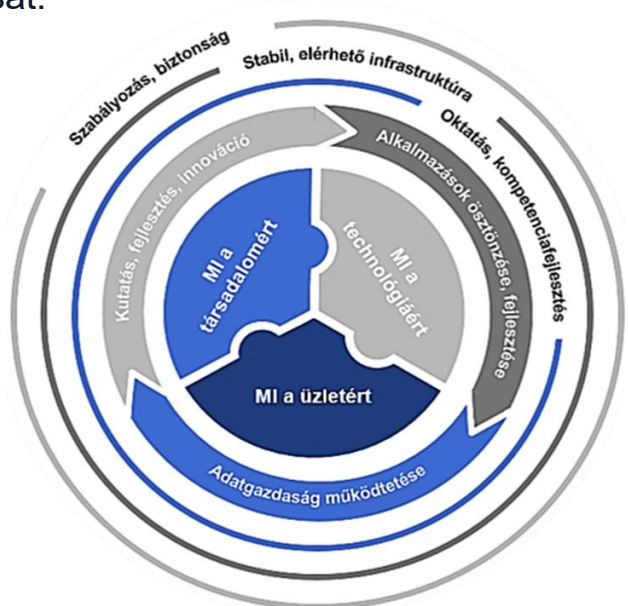 sat.
Szabályozás, biztonság
Stabil, elérhető infrastruktúra
Oktatás, kompetenciafejlesztés
Kutatás, fejlesztés, innováció
Alkalmazások ösztönzése, fejlesztése
Adatgazdaság működtetése
MI a
társadalomért
MI a
technológiáért
MI a üzletért